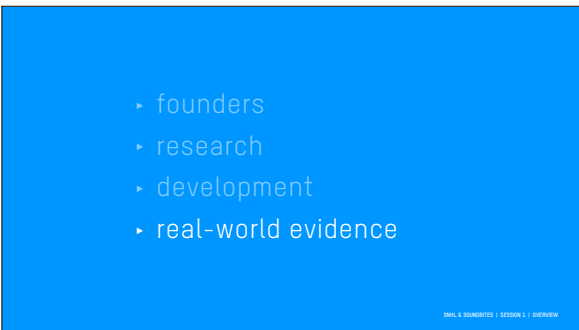 ▸ founders
▸ research
▸ development
▸ real-world evidence
SNHL & SOUNDBITES | SESSION 1 | OVERVIEW